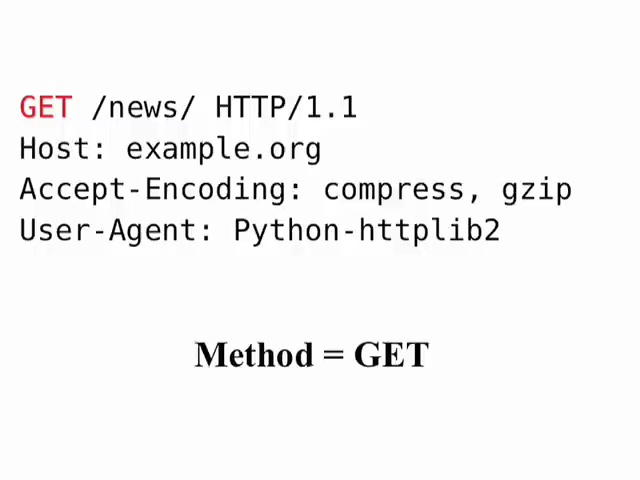 GET /news/ HTTP/1.1
Host: example.org
Accept-Encoding: compress, gzip
User-Agent: Python-httplib2
Method = GET